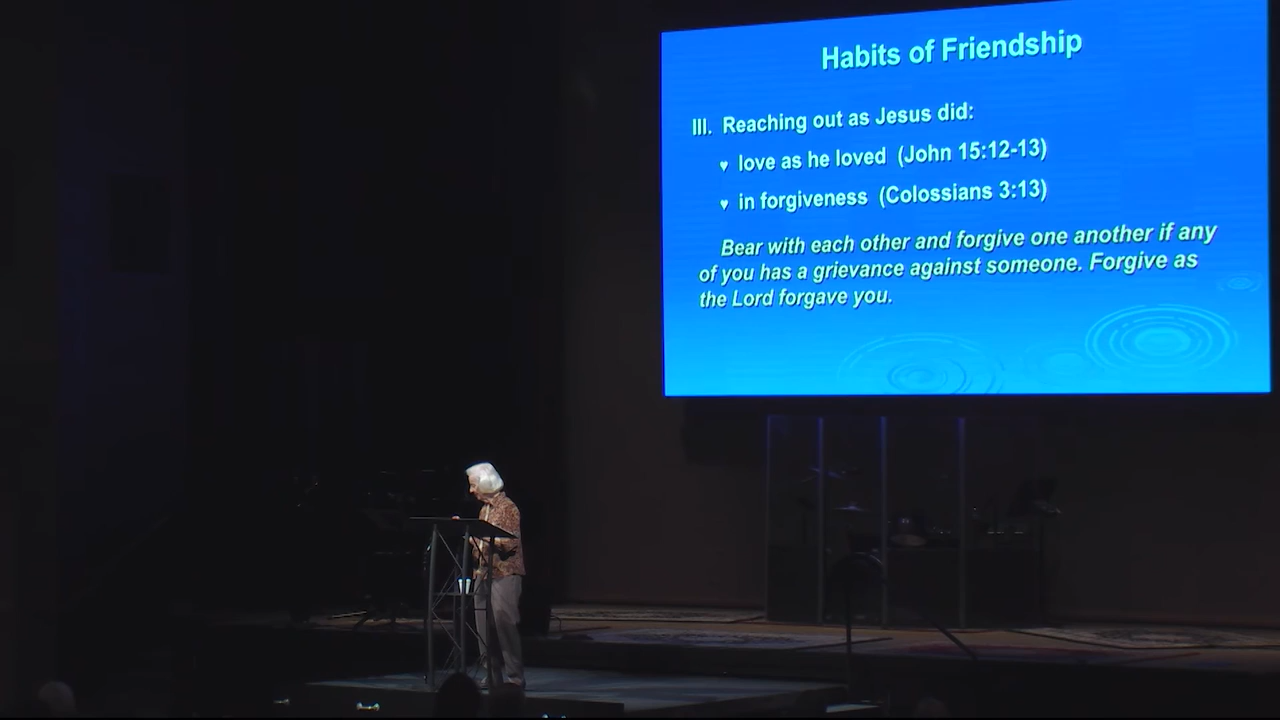 Habits of Friendship
III. Reaching out as Jesus did:
♥ love as he loved (John 15:12-13)
♥ in forgiveness (Colossians 3:13)
Bear with each other and forgive one another if any
of you has a grievance against someone. Forgive as
the Lord forgave you.